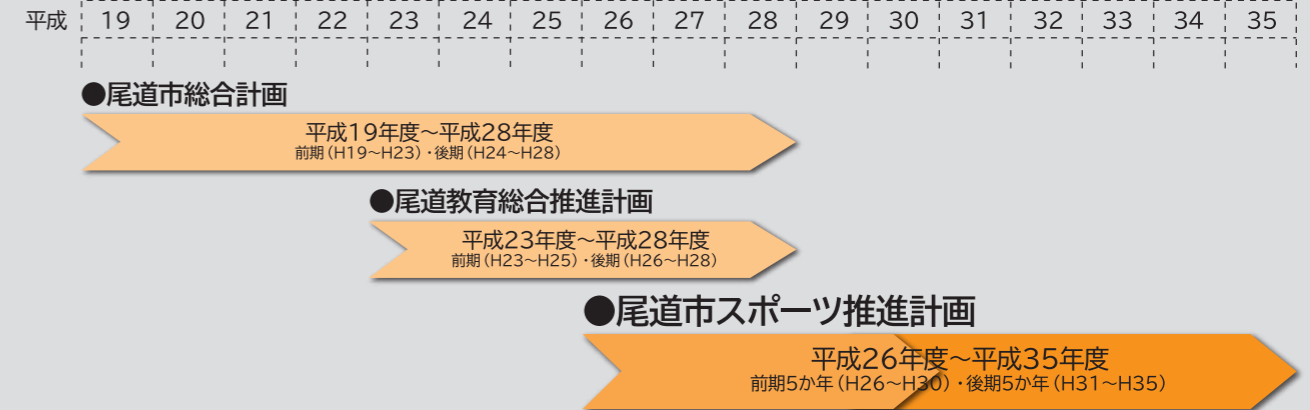 平成 19 20 21 22 23 24 25 26 27 28 29 30 31 32 33 34 35
●尾道市総合計画
平成19年度～平成28年度
前期（H19～H23）・後期（H24～H28）
●尾道教育総合推進計画
平成23年度～平成28年度
前期（H23～H25）・後期（H26～H28）
●尾道市スポーツ推進計画
平成26年度～平成35年度
前期5か年（H26～H30）・後期5か年（H31～H35）